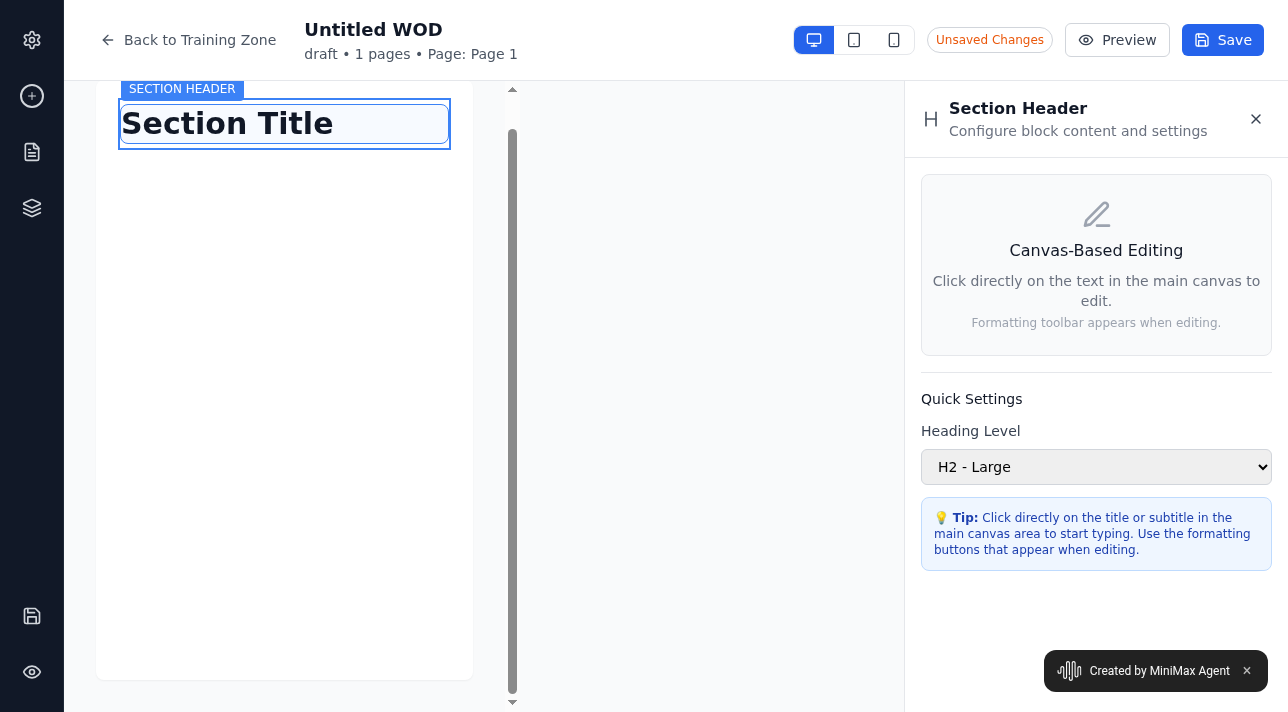 Back to Training Zone
Untitled WOD
draft • 1 pages • Page: Page 1
Unsaved Changes
Preview
Save
SECTION HEADER
Section Title
Section Header
Configure block content and settings
Canvas-Based Editing
Click directly on the text in the main canvas to
edit.
Formatting toolbar appears when editing.
Quick Settings
Heading Level
H2 - Large
💡 Tip: Click directly on the title or subtitle in the
main canvas area to start typing. Use the formatting
buttons that appear when editing.
Created by MiniMax Agent